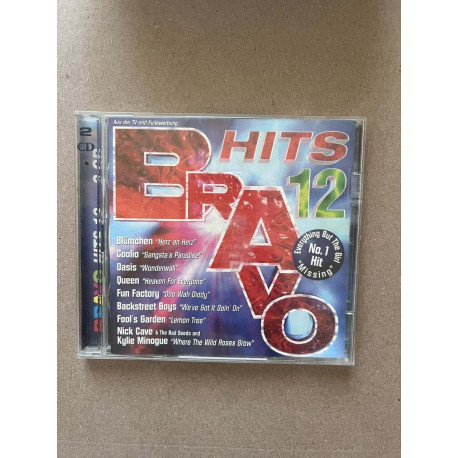 Aus der TV-und Funkwerbung
HITS
BRAVO
12
Blümchen "Herz an Herz"
Coolio "Gangsta's Paradise"
Oasis "Wonderwall"
Queen "Heaven For Everyone"
Fun Factory "Doo Wah Diddy"
Backstreet Boys "We've Got It Goin' On"
Fool's Garden "Lemon Tree"
Nick Cave & The Bad Seeds and
Kylie Minogue "Where The Wild Roses Grow"
Everything But The Girl
No. 1
Hit
"Missing"
2
CD
BRAVO HITS 12